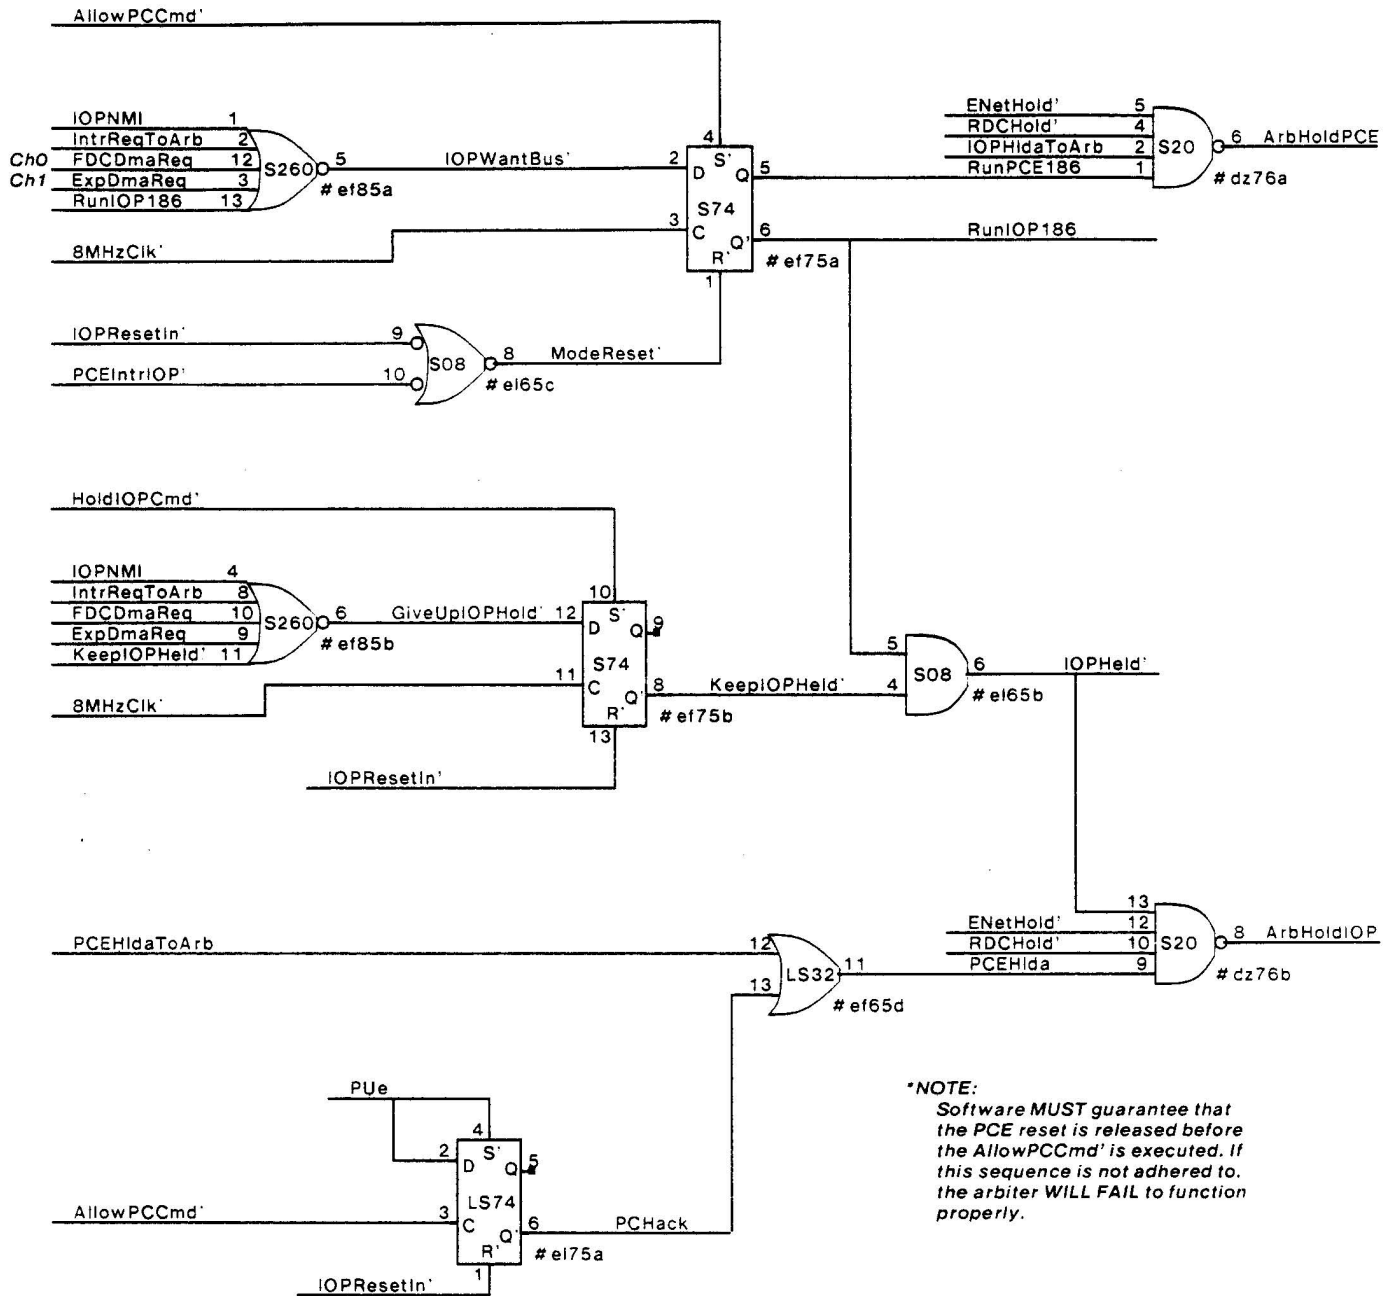 AllowPCCmd'
4
S'
IOPNMI 1
IntrReqToArb 2
Ch0 FDCDmaReq 12
Ch1 ExpDmaReq 3
RunIOP186 13
S260
5
IOPWantBus'
# ef85a
2
D
Q
5
S74
3
C
Q'
6
R'
1
# ef75a
8MHzClk'
ENetHold' 5
RDCHold' 4
IOPHldaToArb 2
RunPCE186 1
S20
6
ArbHoldPCE
# dz76a
RunIOP186
IOPResetIn' 9
PCEIntrIOP' 10
S08
8
ModeReset'
# el65c
HoldIOPCmd'
IOPNMI 4
IntrReqToArb 8
FDCDmaReq 10
ExpDmaReq 9
KeepIOPHeld' 11
S260
6
GiveUpIOPHold'
# ef85b
10
S'
12
D
Q
9
S74
11
C
Q'
8
R'
13
# ef75b
8MHzClk'
IOPResetIn'
KeepIOPHeld'
5
4
S08
6
IOPHeld'
# el65b
PCEHldaToArb
12
13
LS32
11
# ef65d
13
ENetHold' 12
RDCHold' 10
PCEHlda 9
S20
8
ArbHoldIOP
# dz76b
PUe
4
S'
2
D
Q
5
LS74
AllowPCCmd'
3
C
Q'
6
R'
1
PCHack
# el75a
IOPResetIn'
*NOTE:
Software MUST guarantee that
the PCE reset is released before
the AllowPCCmd' is executed. If
this sequence is not adhered to.
the arbiter WILL FAIL to function
properly.